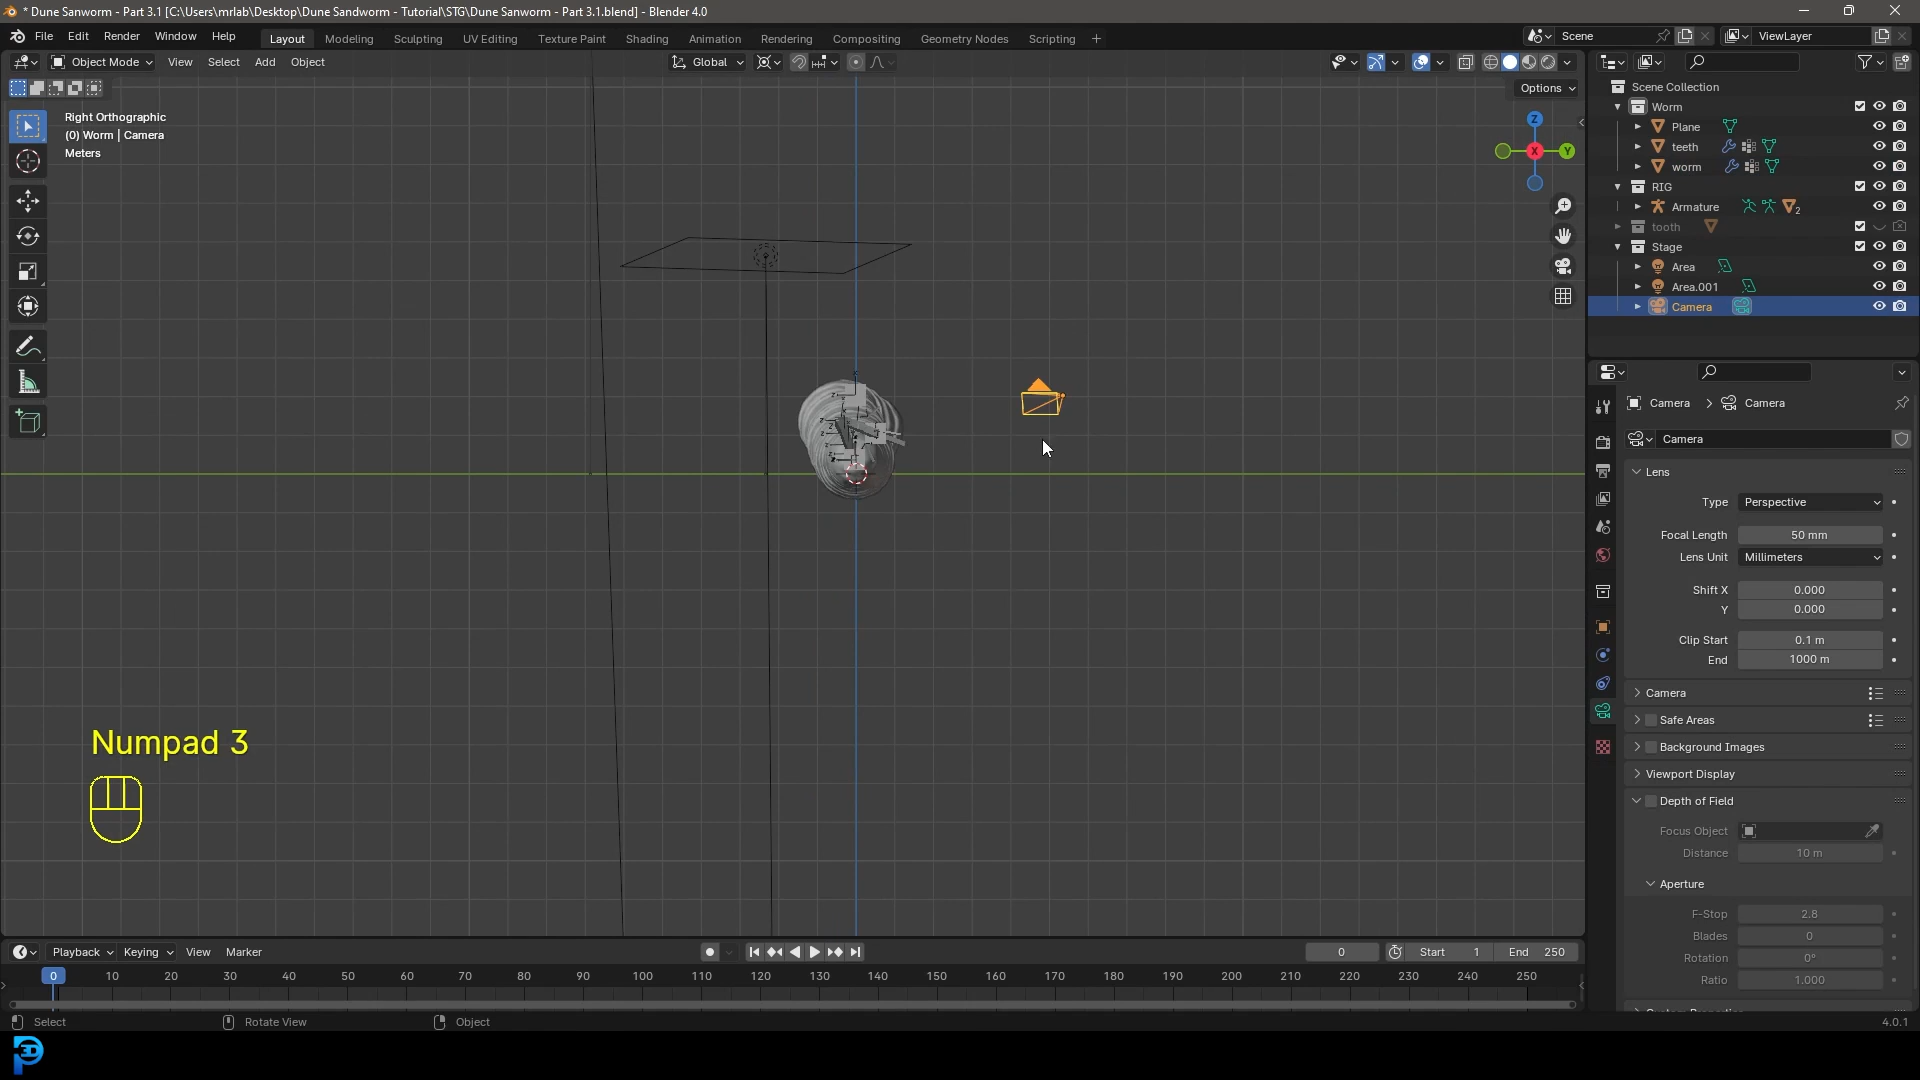 * Dune Sanworm - Part 3.1 [C:\Users\mrlab\Desktop\Dune Sandworm - Tutorial\STG\Dune Sanworm - Part 3.1.blend] - Blender 4.0
File Edit Render Window Help
Layout Modeling Sculpting UV Editing Texture Paint Shading Animation Rendering Compositing Geometry Nodes Scripting +
Scene
ViewLayer
Object Mode View Select Add Object
Global
Options
Right Orthographic
(0) Worm | Camera
Meters
Z
X
Y
Scene Collection
Worm
Plane
teeth
worm
RIG
Armature 2
tooth
Stage
Area
Area.001
Camera
Camera > Camera
Camera
Lens
Type Perspective
Focal Length 50 mm
Lens Unit Millimeters
Shift X 0.000
Y 0.000
Clip Start 0.1 m
End 1000 m
Camera
Safe Areas
Background Images
Viewport Display
Depth of Field
Focus Object
Distance 10 m
Aperture
F-Stop 2.8
Blades 0
Rotation 0°
Ratio 1.000
Numpad 3
Playback Keying View Marker
0
Start 1
End 250
0 10 20 30 40 50 60 70 80 90 100 110 120 130 140 150 160 170 180 190 200 210 220 230 240 250
Select
Rotate View
Object
4.0.1